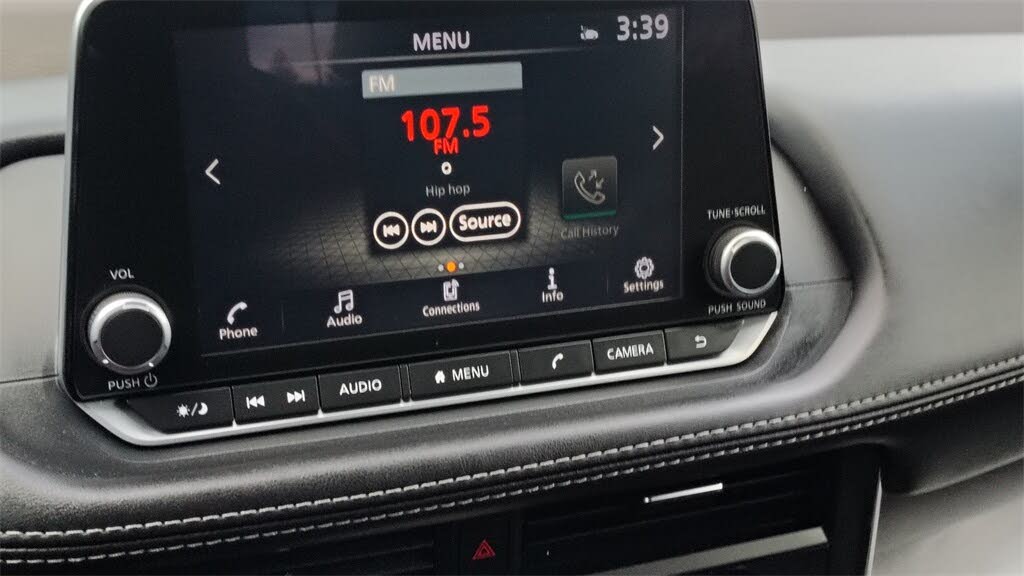 MENU
3:39
FM
107.5
FM
Hip hop
Source
Call History
TUNE·SCROLL
VOL
Phone
Audio
Connections
Info
Settings
PUSH SOUND
PUSH
AUDIO
MENU
CAMERA